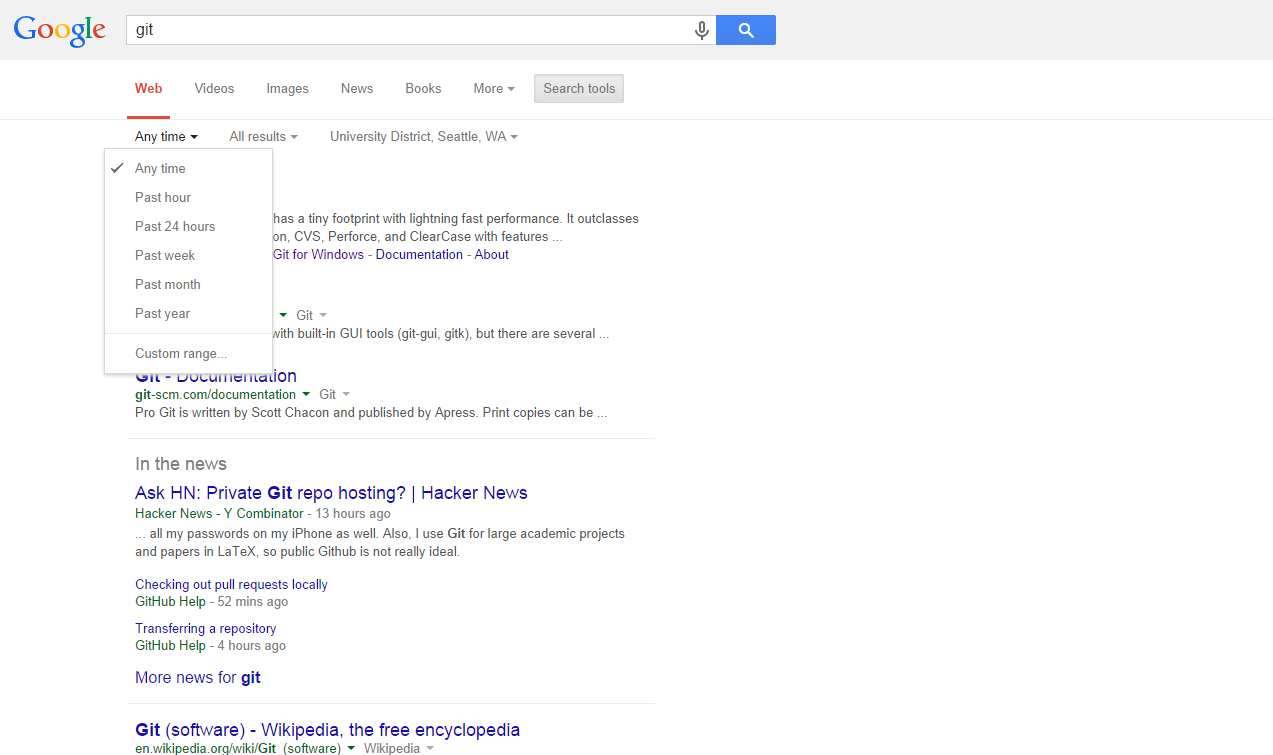 Google
git
Web Videos Images News Books More Search tools
Any time All results University District, Seattle, WA
Any time
Past hour
Past 24 hours
Past week
Past month
Past year
Custom range...
has a tiny footprint with lightning fast performance. It outclasses
on, CVS, Perforce, and ClearCase with features ...
Git for Windows - Documentation - About
Git
with built-in GUI tools (git-gui, gitk), but there are several ...
Git - Documentation
git-scm.com/documentation Git
Pro Git is written by Scott Chacon and published by Apress. Print copies can be ...
In the news
Ask HN: Private Git repo hosting? | Hacker News
Hacker News - Y Combinator - 13 hours ago
... all my passwords on my iPhone as well. Also, I use Git for large academic projects
and papers in LaTeX, so public Github is not really ideal.
Checking out pull requests locally
GitHub Help - 52 mins ago
Transferring a repository
GitHub Help - 4 hours ago
More news for git
Git (software) - Wikipedia, the free encyclopedia
en.wikipedia.org/wiki/Git_(software) Wikipedia